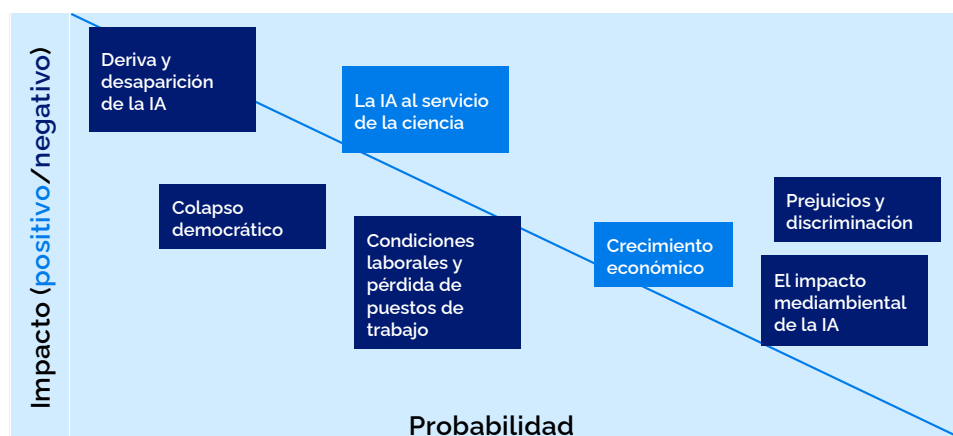 Impacto (positivo/negativo)
Deriva y
desaparición
de la IA
La IA al servicio
de la ciencia
Colapso
democrático
Condiciones
laborales y
pérdida de
puestos de
trabajo
Crecimiento
económico
Prejuicios y
discriminación
El impacto
mediambiental
de la IA
Probabilidad